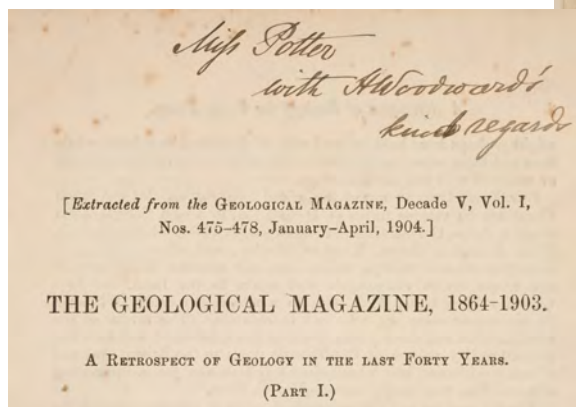 Miss Potter
with HWoodward's
kind regards
[Extracted from the GEOLOGICAL MAGAZINE, Decade V, Vol. I,
Nos. 475–478, January–April, 1904.]
THE GEOLOGICAL MAGAZINE, 1864-1903.
A RETROSPECT OF GEOLOGY IN THE LAST FORTY YEARS.
(PART I.)